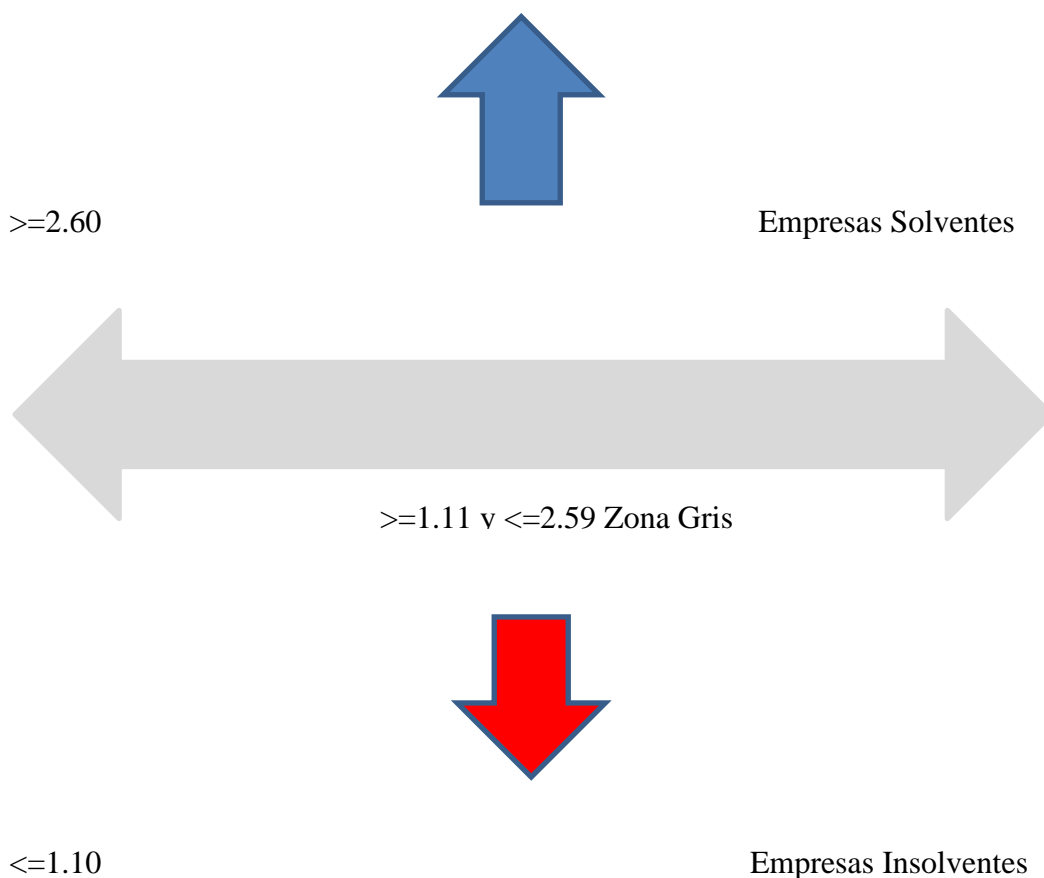 >=2.60 Empresas Solventes
>=1.11 y <=2.59 Zona Gris
<=1.10 Empresas Insolventes